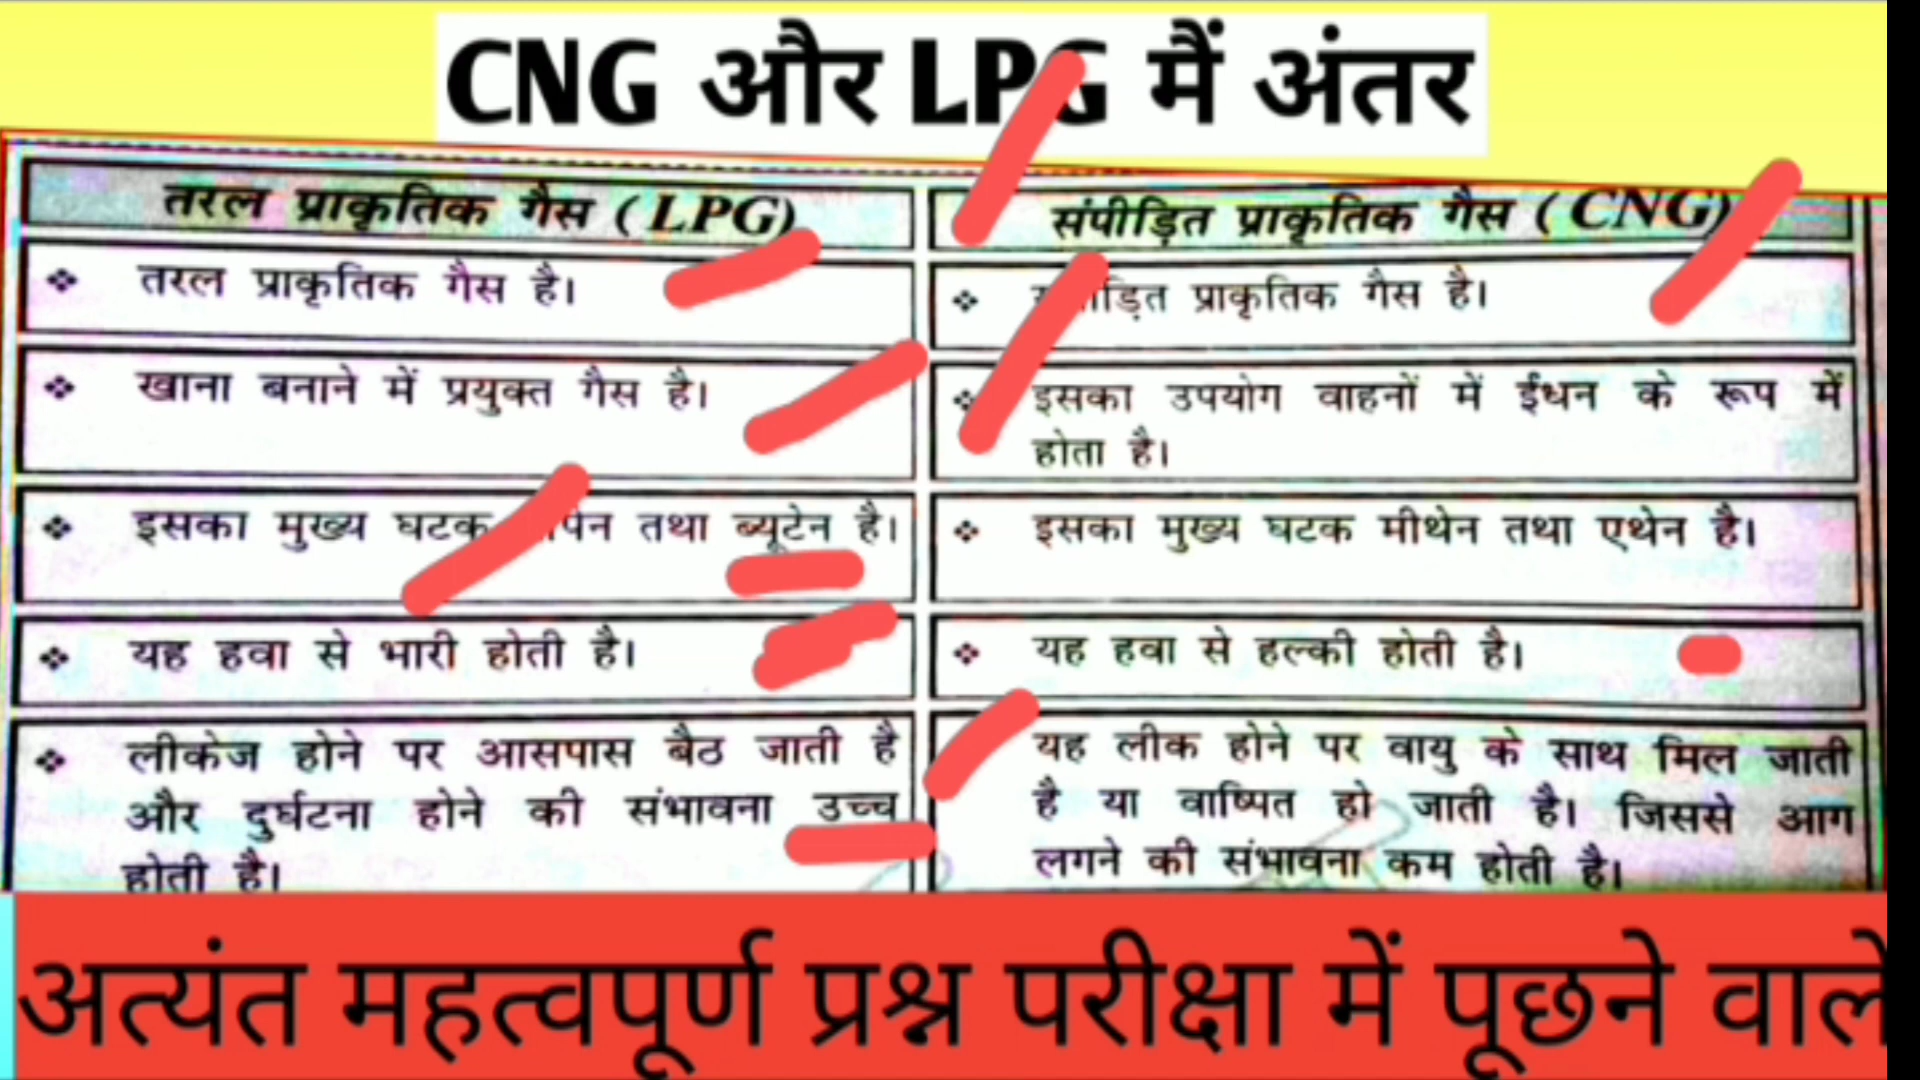 CNG और LPG मैं अंतर
तरल प्राकृतिक गैस ( LPG)
तरल प्राकृतिक गैस है।
खाना बनाने में प्रयुक्त गैस है।
इसका मुख्य घटक तथा ब्यूटेन है।
यह हवा से भारी होती है।
लीकेज होने पर आसपास बैठ जाती है
और दुर्घटना होने की संभावना उच्च
होती है।
संपीड़ित प्राकृतिक गैस ( CNG)
प्राकृतिक गैस है।
इसका उपयोग वाहनों में ईंधन के रूप में
होता है।
इसका मुख्य घटक मीथेन तथा एथेन है।
यह हवा से हल्की होती है।
यह लीक होने पर वायु के साथ मिल जाती
है या वाष्पित हो जाती है। जिससे आग
लगने की संभावना कम होती है।
अत्यंत महत्वपूर्ण प्रश्न परीक्षा में पूछने वाले